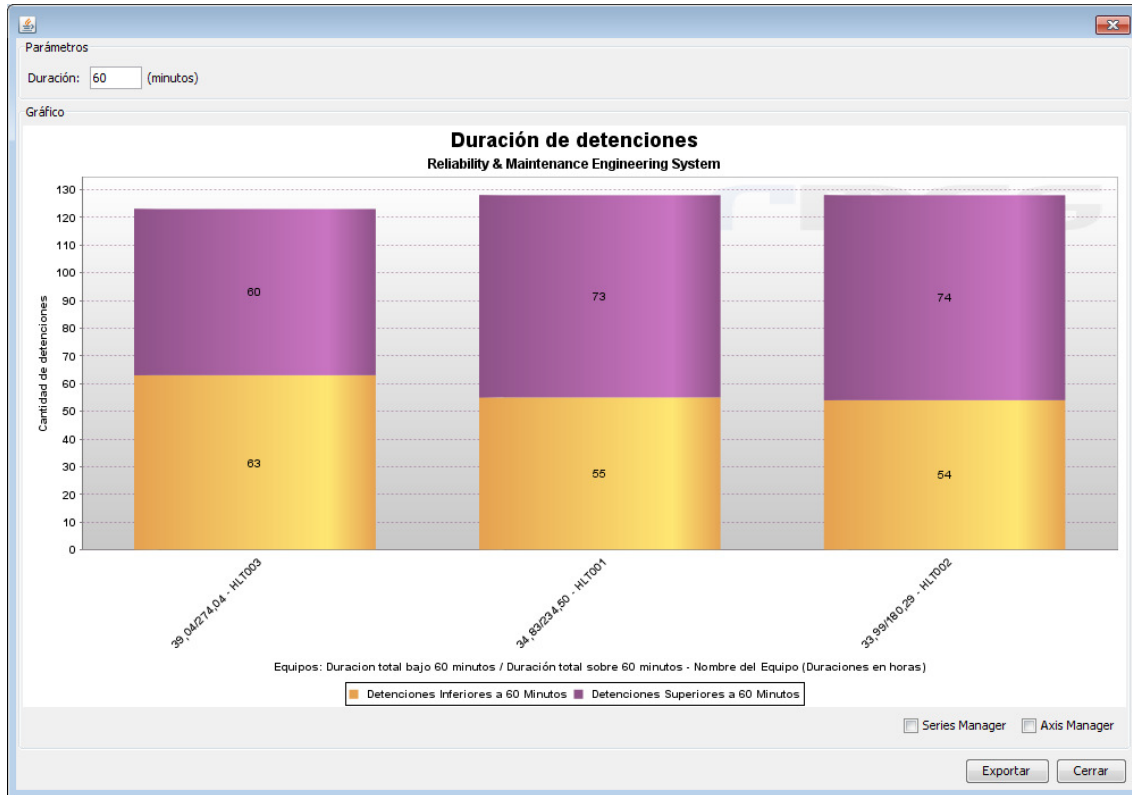 Parámetros
Duración: 60 (minutos)
Gráfico
Duración de detenciones
Reliability & Maintenance Engineering System
Cantidad de detenciones
130
120
110
100
90
80
70
60
50
40
30
20
10
0
60
73
74
63
55
54
39,04/274,04 - HLT003
34,83/234,50 - HLT001
33,99/180,29 - HLT002
Equipos: Duracion total bajo 60 minutos / Duración total sobre 60 minutos - Nombre del Equipo (Duraciones en horas)
Detenciones Inferiores a 60 Minutos Detenciones Superiores a 60 Minutos
Series Manager Axis Manager
Exportar Cerrar